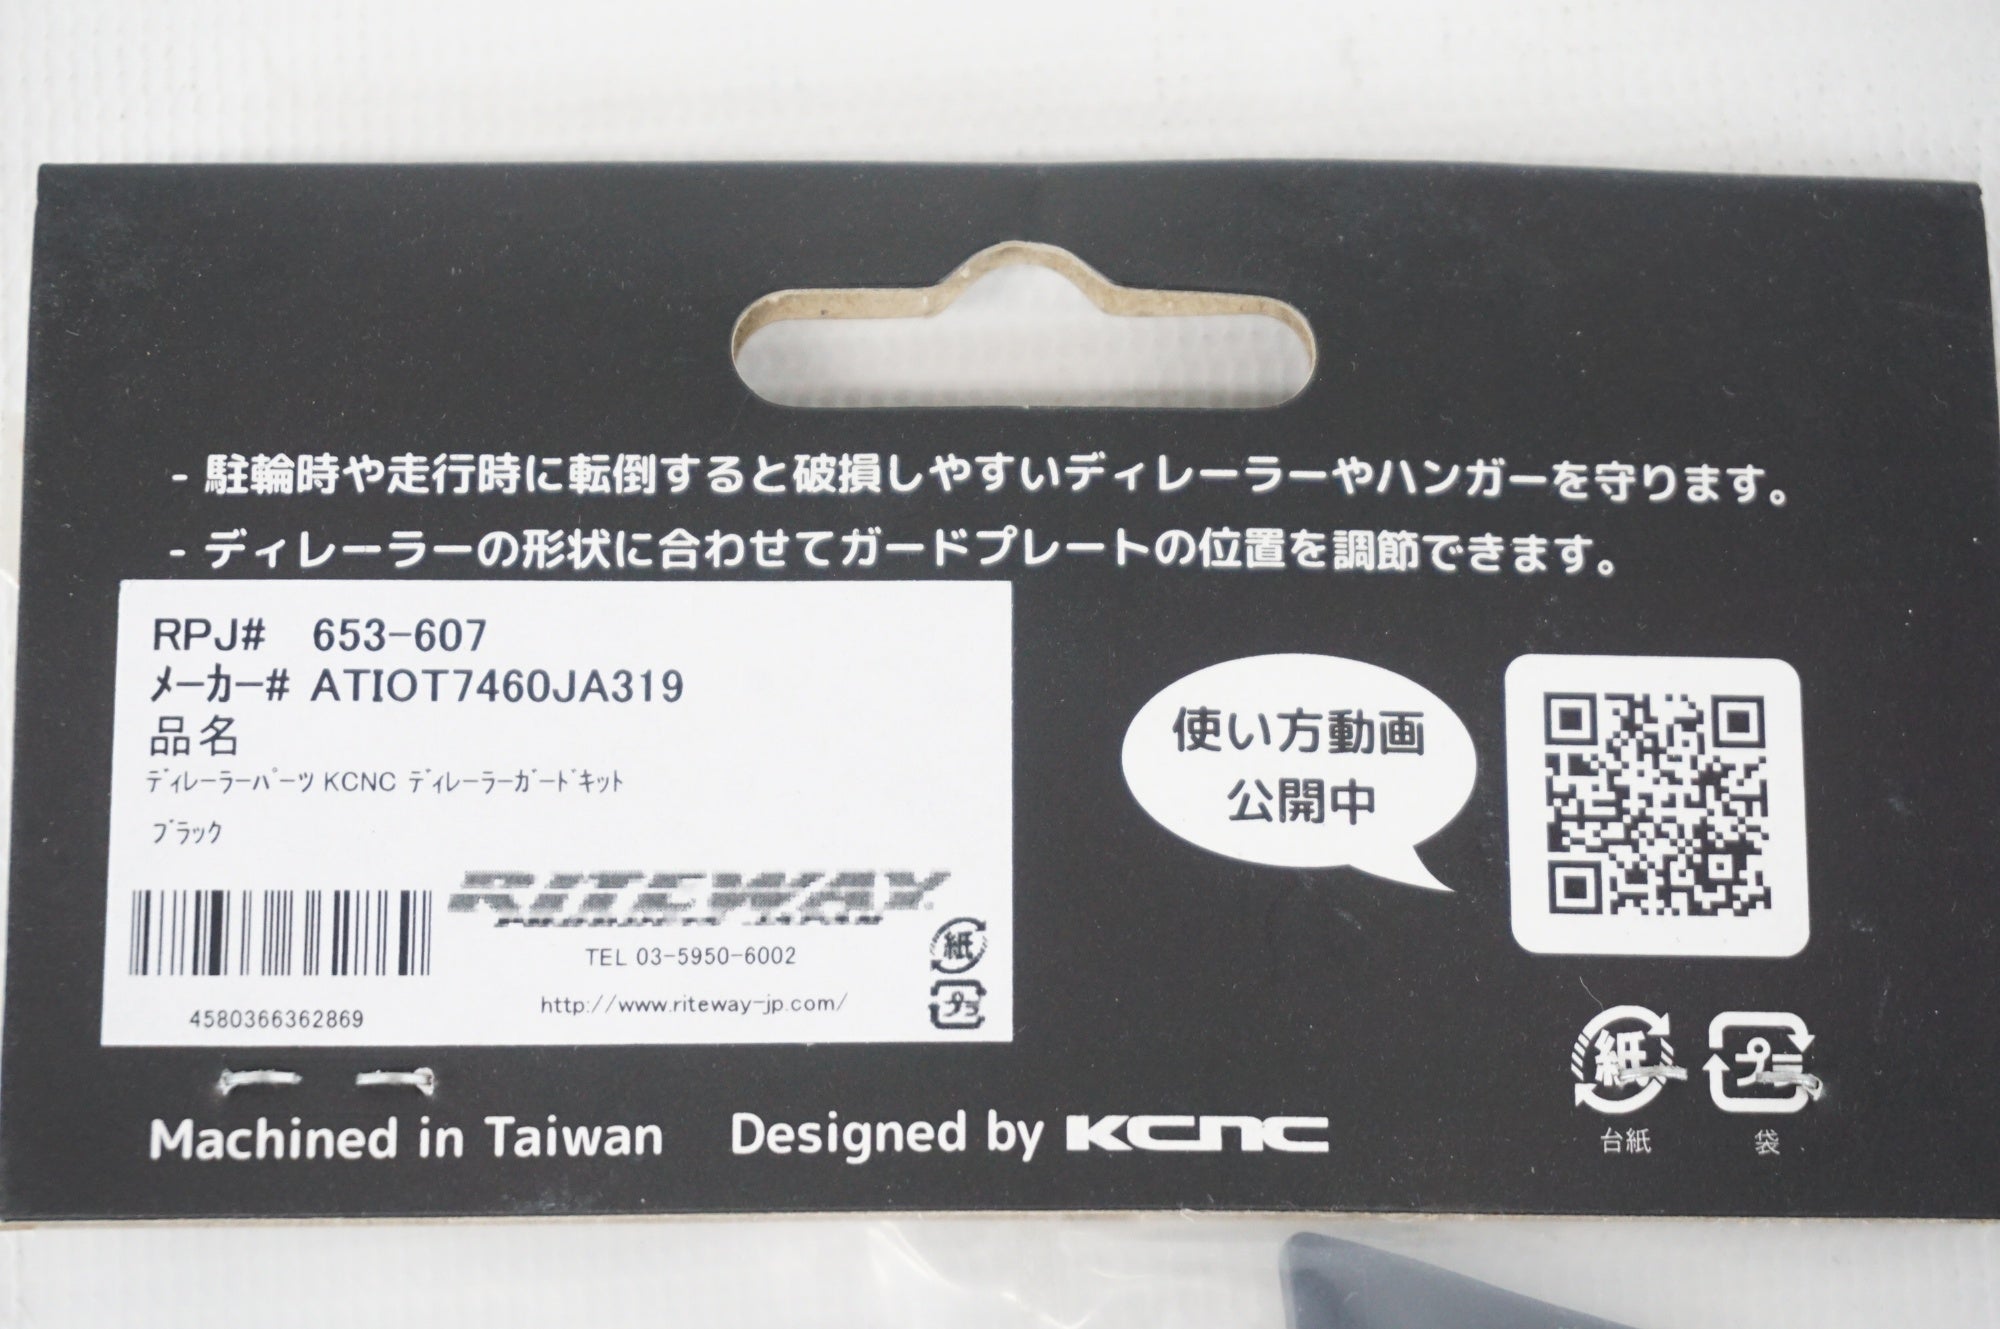 - 駐輪時や走行時に転倒すると破損しやすいディレーラーやハンガーを守ります。
- ディレーラーの形状に合わせてガードプレートの位置を調節できます。
RPJ# 653-607
メーカー# ATIOT7460JA319
品名
ﾃﾞｨﾚｰﾗｰﾊﾟｰﾂ KCNC ﾃﾞｨﾚｰﾗｰｶﾞｰﾄﾞｷｯﾄ
ﾌﾞﾗｯｸ
RITEWAY
TEL 03-5950-6002
http://www.riteway-jp.com/
4580366362869
紙
プラ
使い方動画
公開中
紙
プラ
台紙
袋
Machined in Taiwan Designed by KCNC